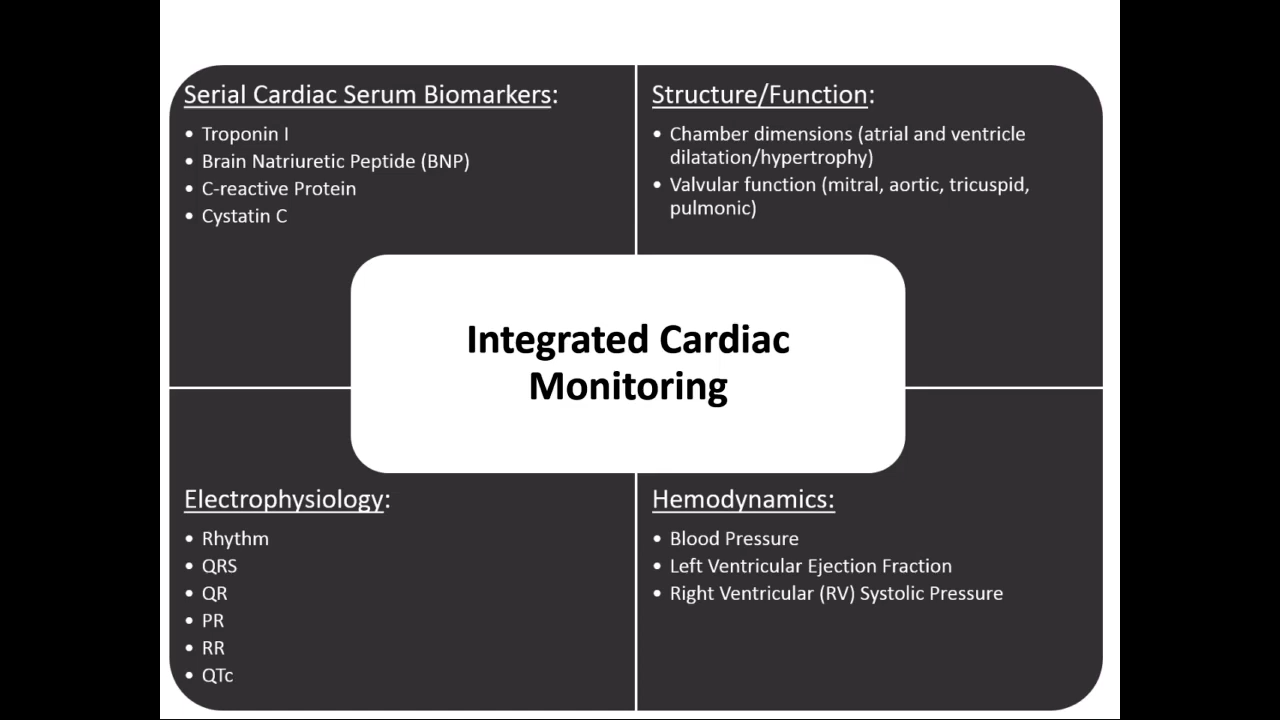 Serial Cardiac Serum Biomarkers:
• Troponin I
• Brain Natriuretic Peptide (BNP)
• C-reactive Protein
• Cystatin C
Structure/Function:
• Chamber dimensions (atrial and ventricle
dilatation/hypertrophy)
• Valvular function (mitral, aortic, tricuspid,
pulmonic)
Integrated Cardiac
Monitoring
Electrophysiology:
• Rhythm
• QRS
• QR
• PR
• RR
• QTc
Hemodynamics:
• Blood Pressure
• Left Ventricular Ejection Fraction
• Right Ventricular (RV) Systolic Pressure